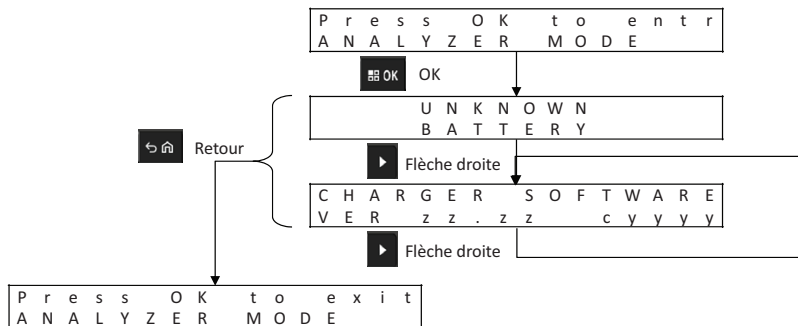 Press OK to entr
ANALYZER MODE
OK OK
UNKNOWN
BATTERY
Retour
Flèche droite
CHARGER SOFTWARE
VER zz.zz cyyyy
Flèche droite
Press OK to exit
ANALYZER MODE